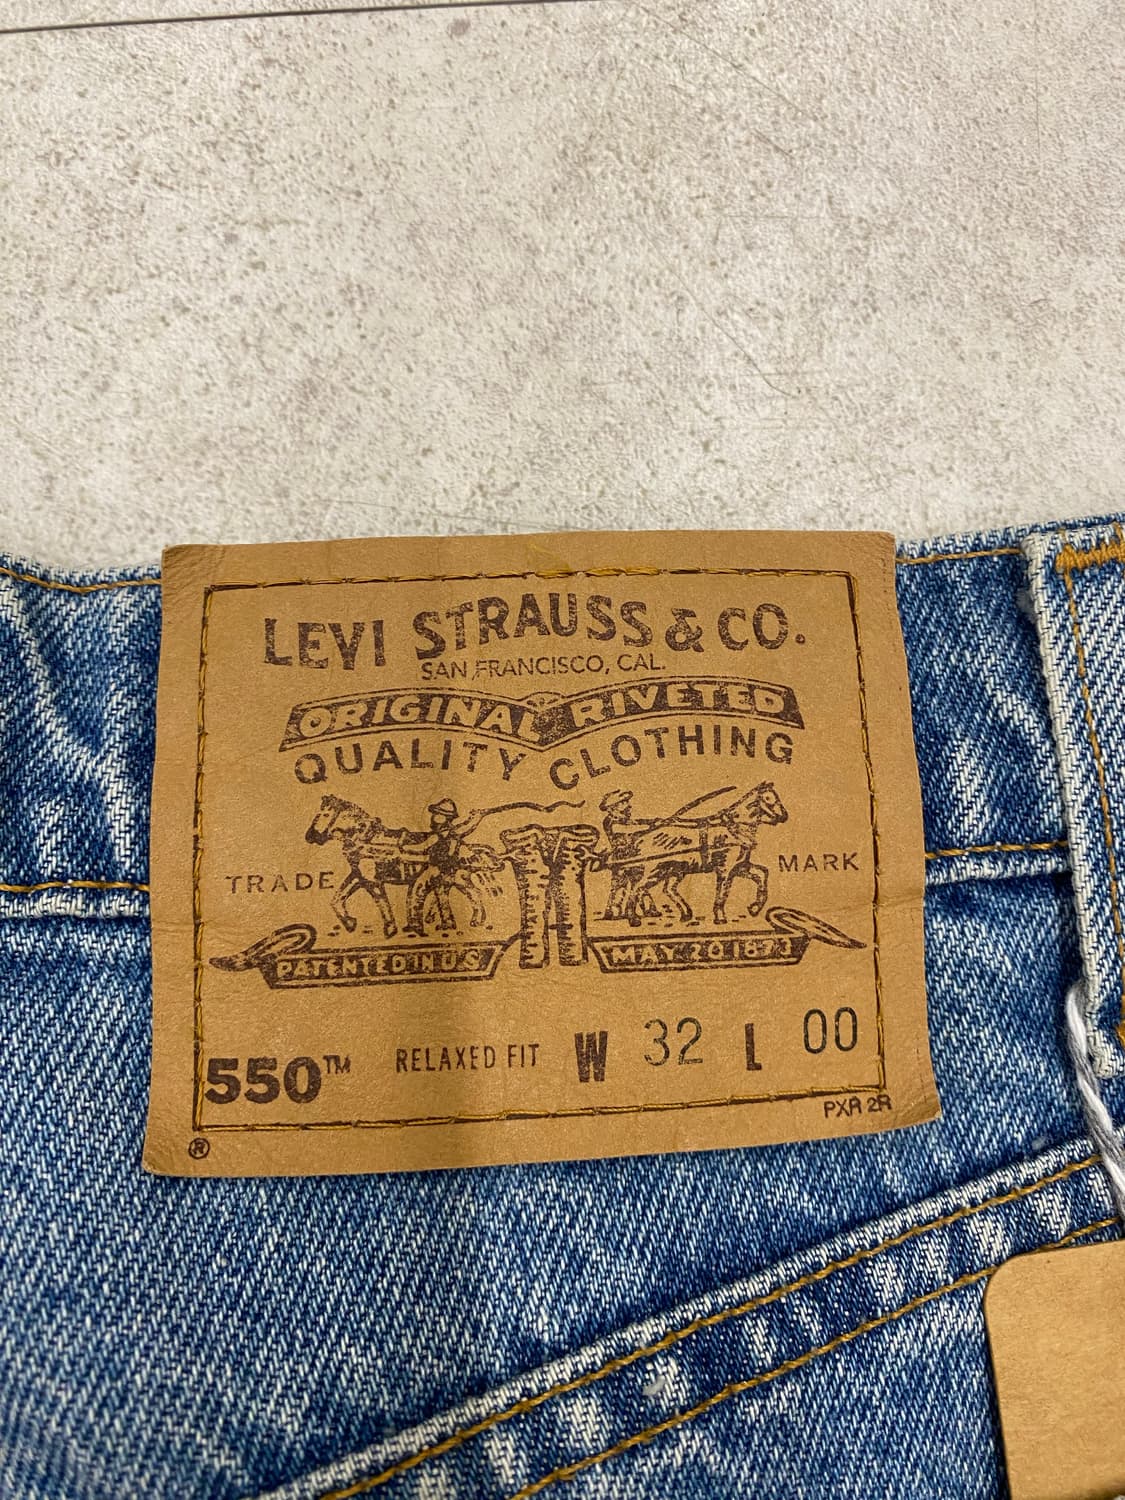 LEVI STRAUSS & CO.
SAN FRANCISCO, CAL.
ORIGINAL RIVETED
QUALITY CLOTHING
TRADE MARK
PATENTED IN U S MAY 20 1873
550™ RELAXED FIT W 32 L 00
PXR 2R
®